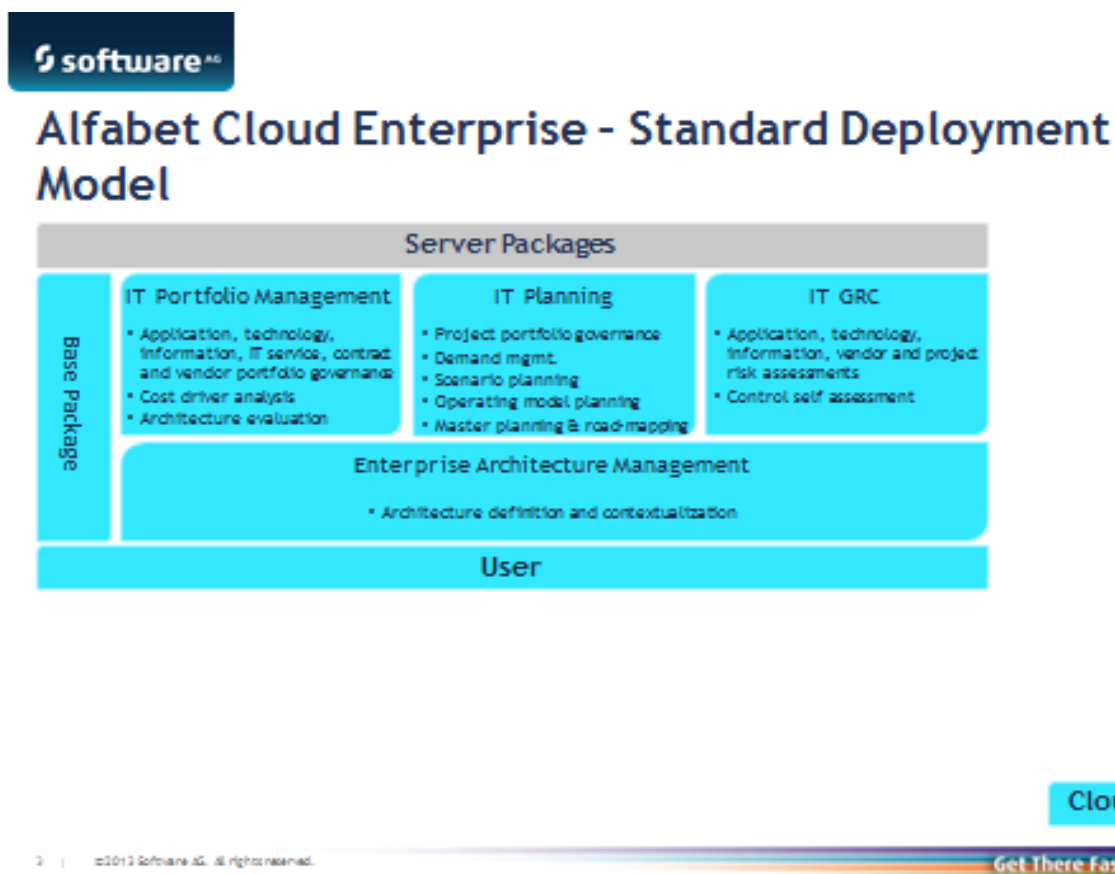 software AG
Alfabet Cloud Enterprise - Standard Deployment
Model
Server Packages
Base Package
IT Portfolio Management
• Application, technology,
information, IT service, contract
and vendor portfolio governance
• Cost driver analysis
• Architecture evaluation
IT Planning
• Project portfolio governance
• Demand mgmt.
• Scenario planning
• Operating model planning
• Master planning & road-mapping
IT GRC
• Application, technology,
information, vendor and project
risk assessments
• Control self assessment
Enterprise Architecture Management
• Architecture definition and contextualization
User
Clou
3 | ©2013 Software AG. All rights reserved.
Get There Fas